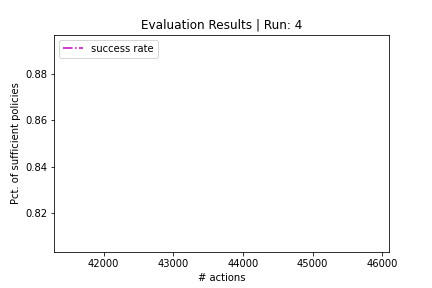 Evaluation Results | Run: 4
success rate
Pct. of sufficient policies
0.88
0.86
0.84
0.82
42000 43000 44000 45000 46000
# actions